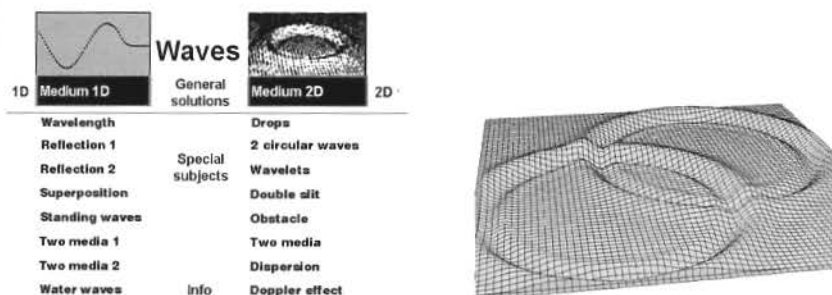 Waves
1D Medium 1D General solutions Medium 2D 2D
Wavelength Drops
Reflection 1 2 circular waves
Reflection 2 Special subjects Wavelets
Superposition Double slit
Standing waves Obstacle
Two media 1 Two media
Two media 2 Dispersion
Water waves Info Doppler effect